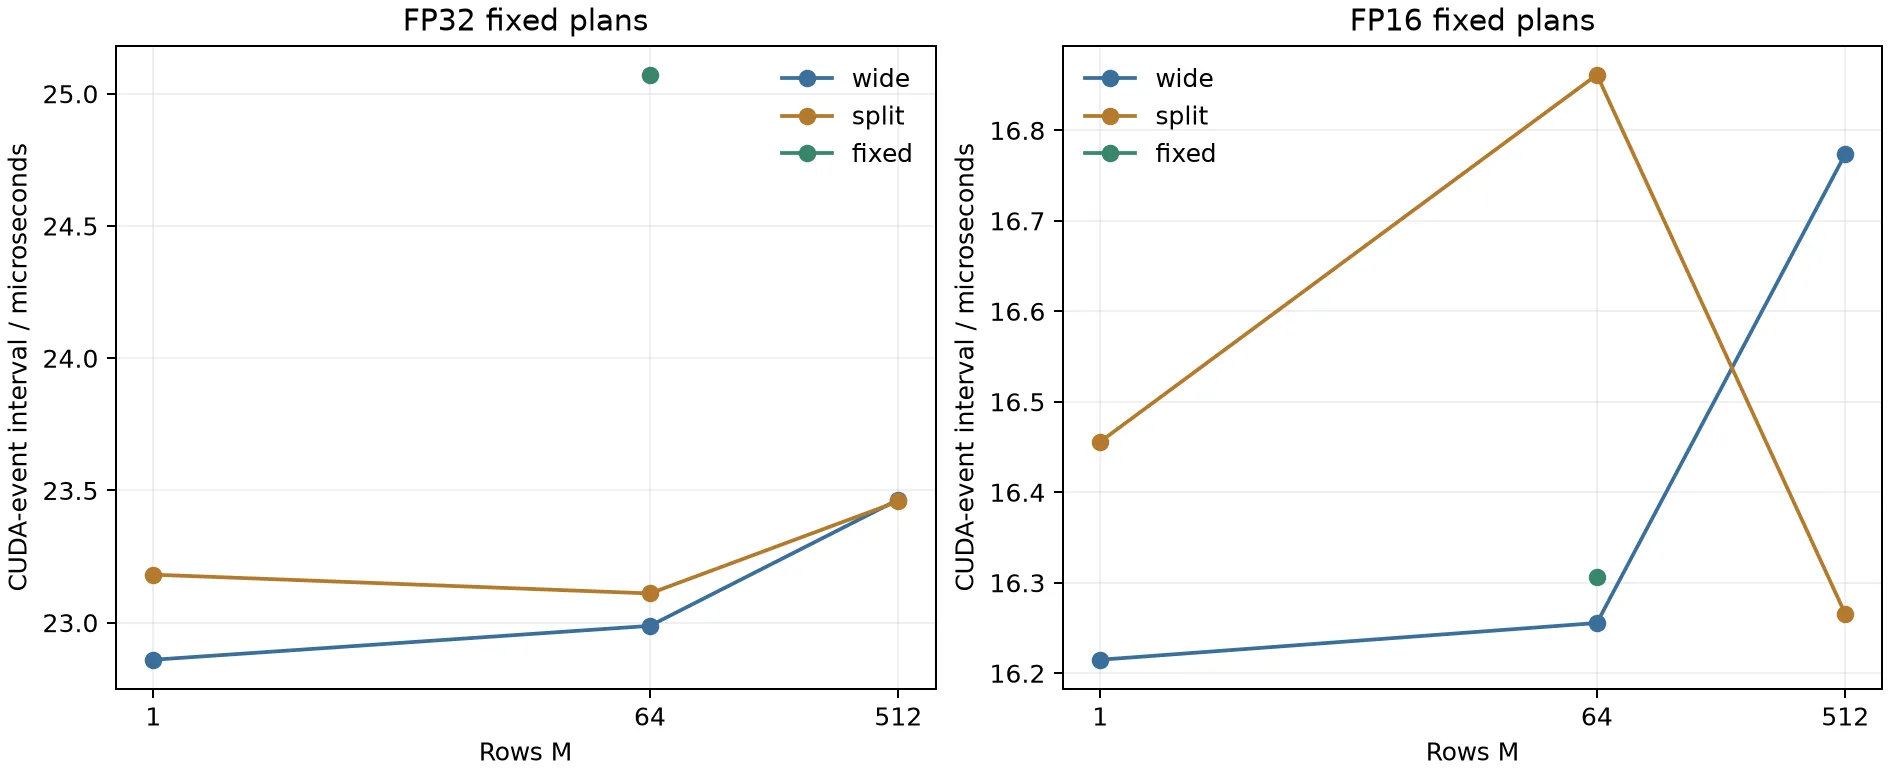 FP32 fixed plans
CUDA-event interval / microseconds
25.0
24.5
24.0
23.5
23.0
wide
split
fixed
1
64
512
Rows M
FP16 fixed plans
CUDA-event interval / microseconds
16.8
16.7
16.6
16.5
16.4
16.3
16.2
wide
split
fixed
1
64
512
Rows M